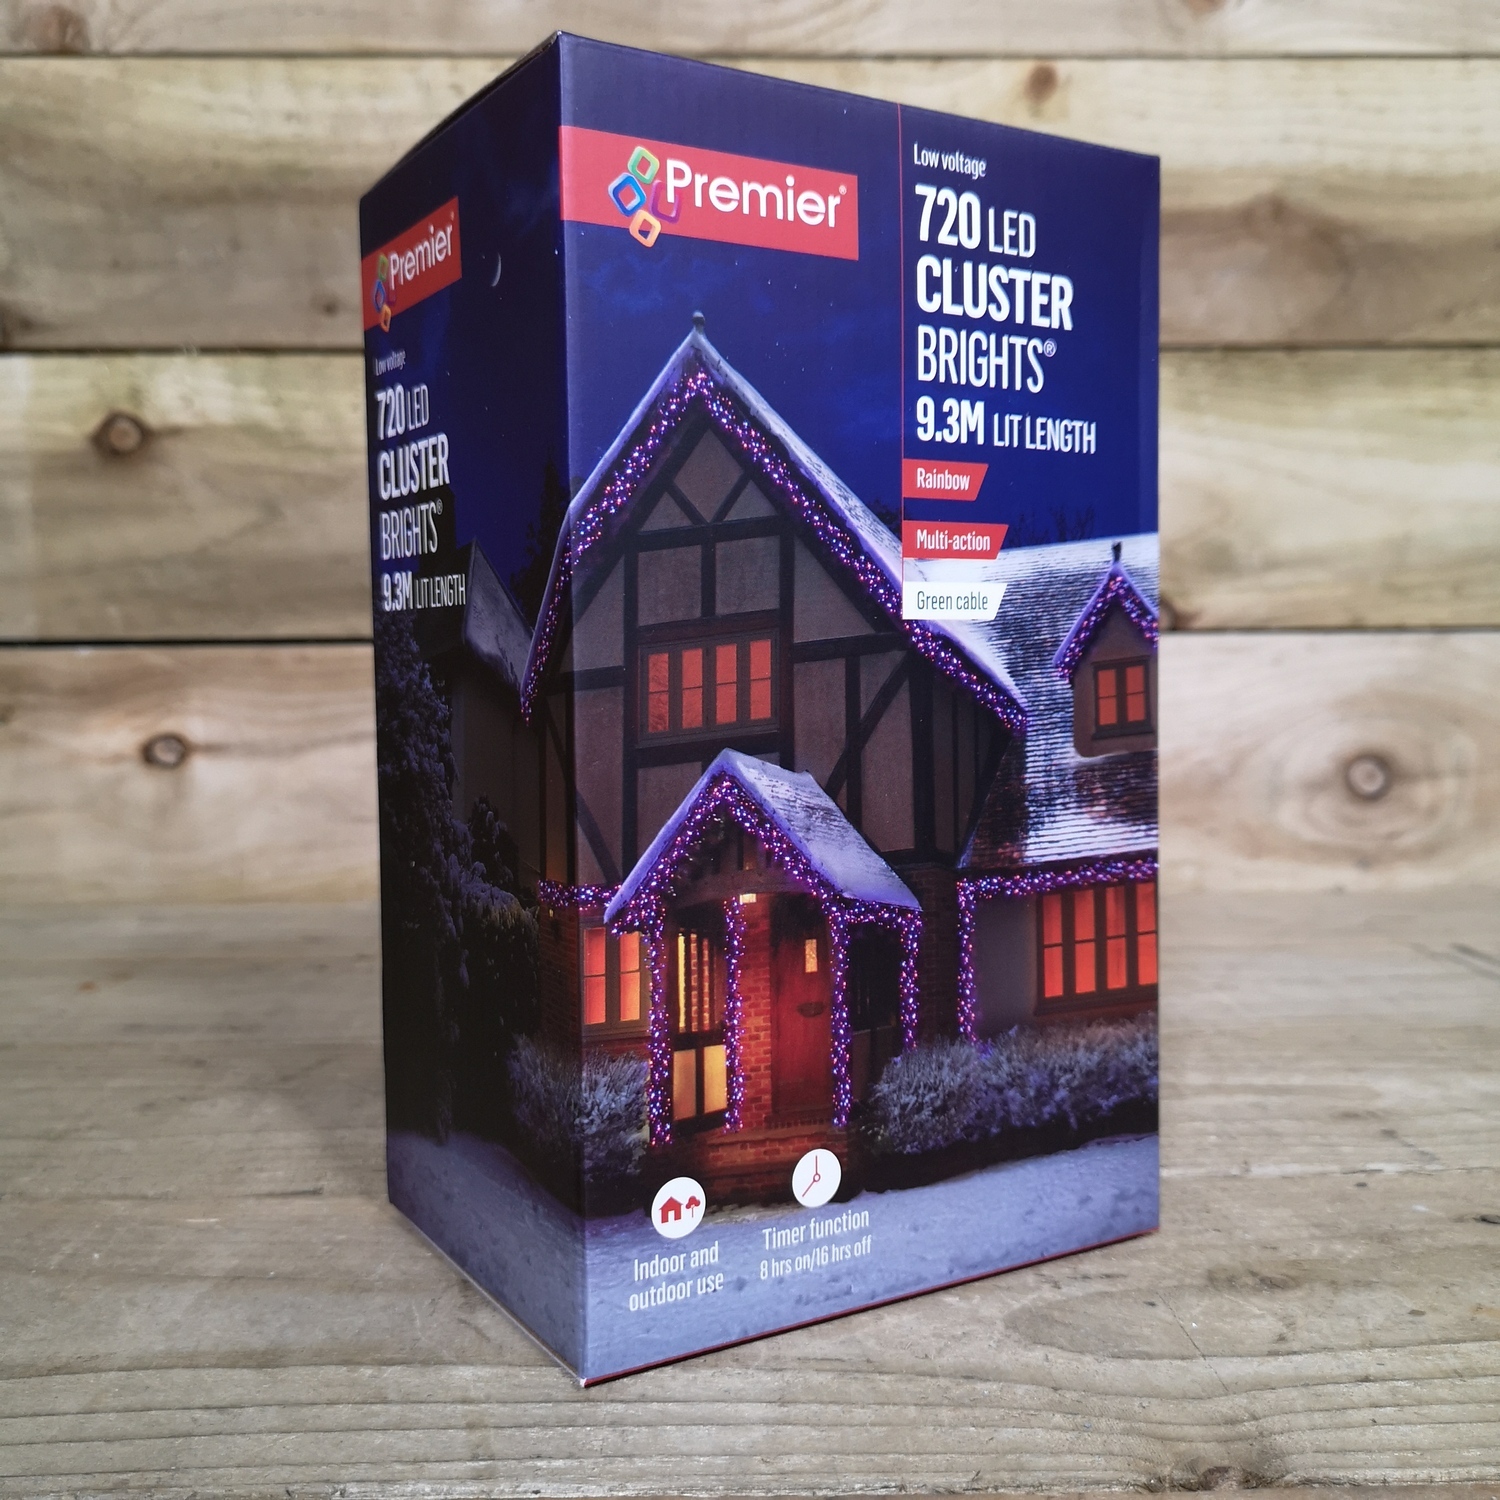 Premier
Low voltage
720 LED
CLUSTER
BRIGHTS®
9.3M LIT LENGTH
Premier®
Low voltage
720 LED
CLUSTER
BRIGHTS®
9.3M LIT LENGTH
Rainbow
Multi-action
Green cable
Indoor and
outdoor use
Timer function
8 hrs on/16 hrs off